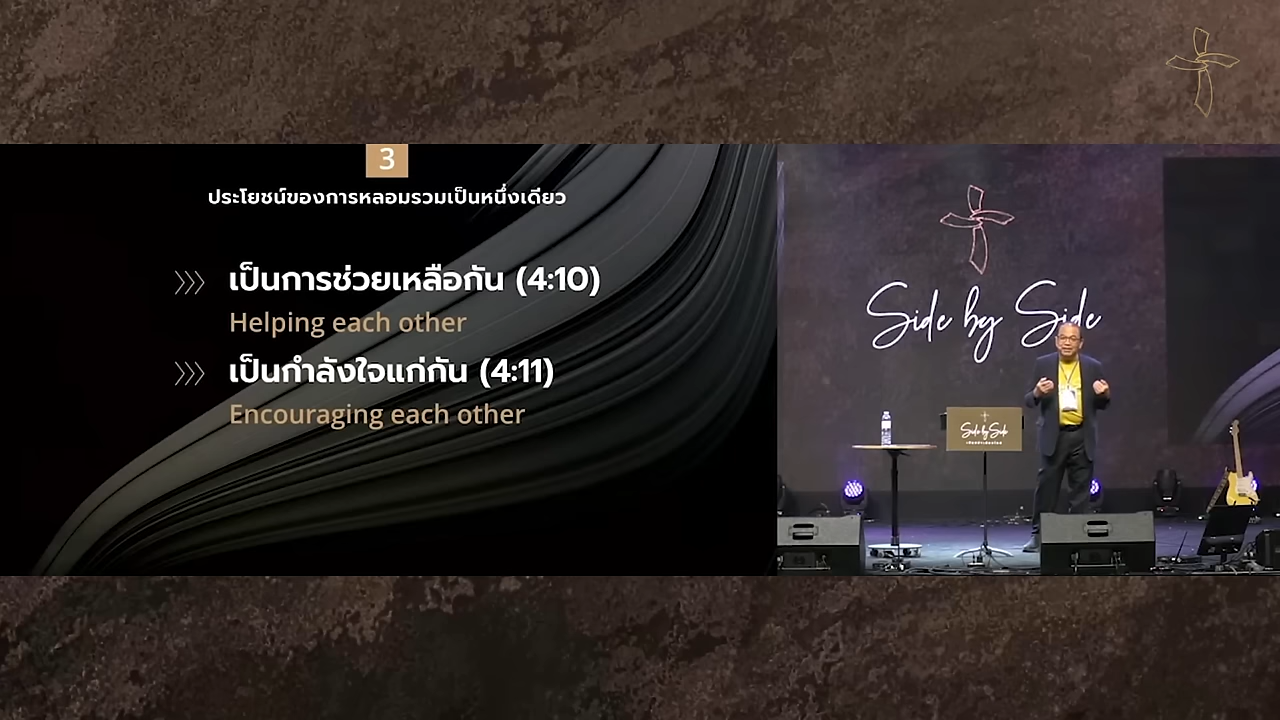 3
ประโยชน์ของการหลอมรวมเป็นหนึ่งเดียว
เป็นการช่วยเหลือกัน (4:10)
Helping each other
เป็นกำลังใจแก่กัน (4:11)
Encouraging each other
Side by Side
Side by Side